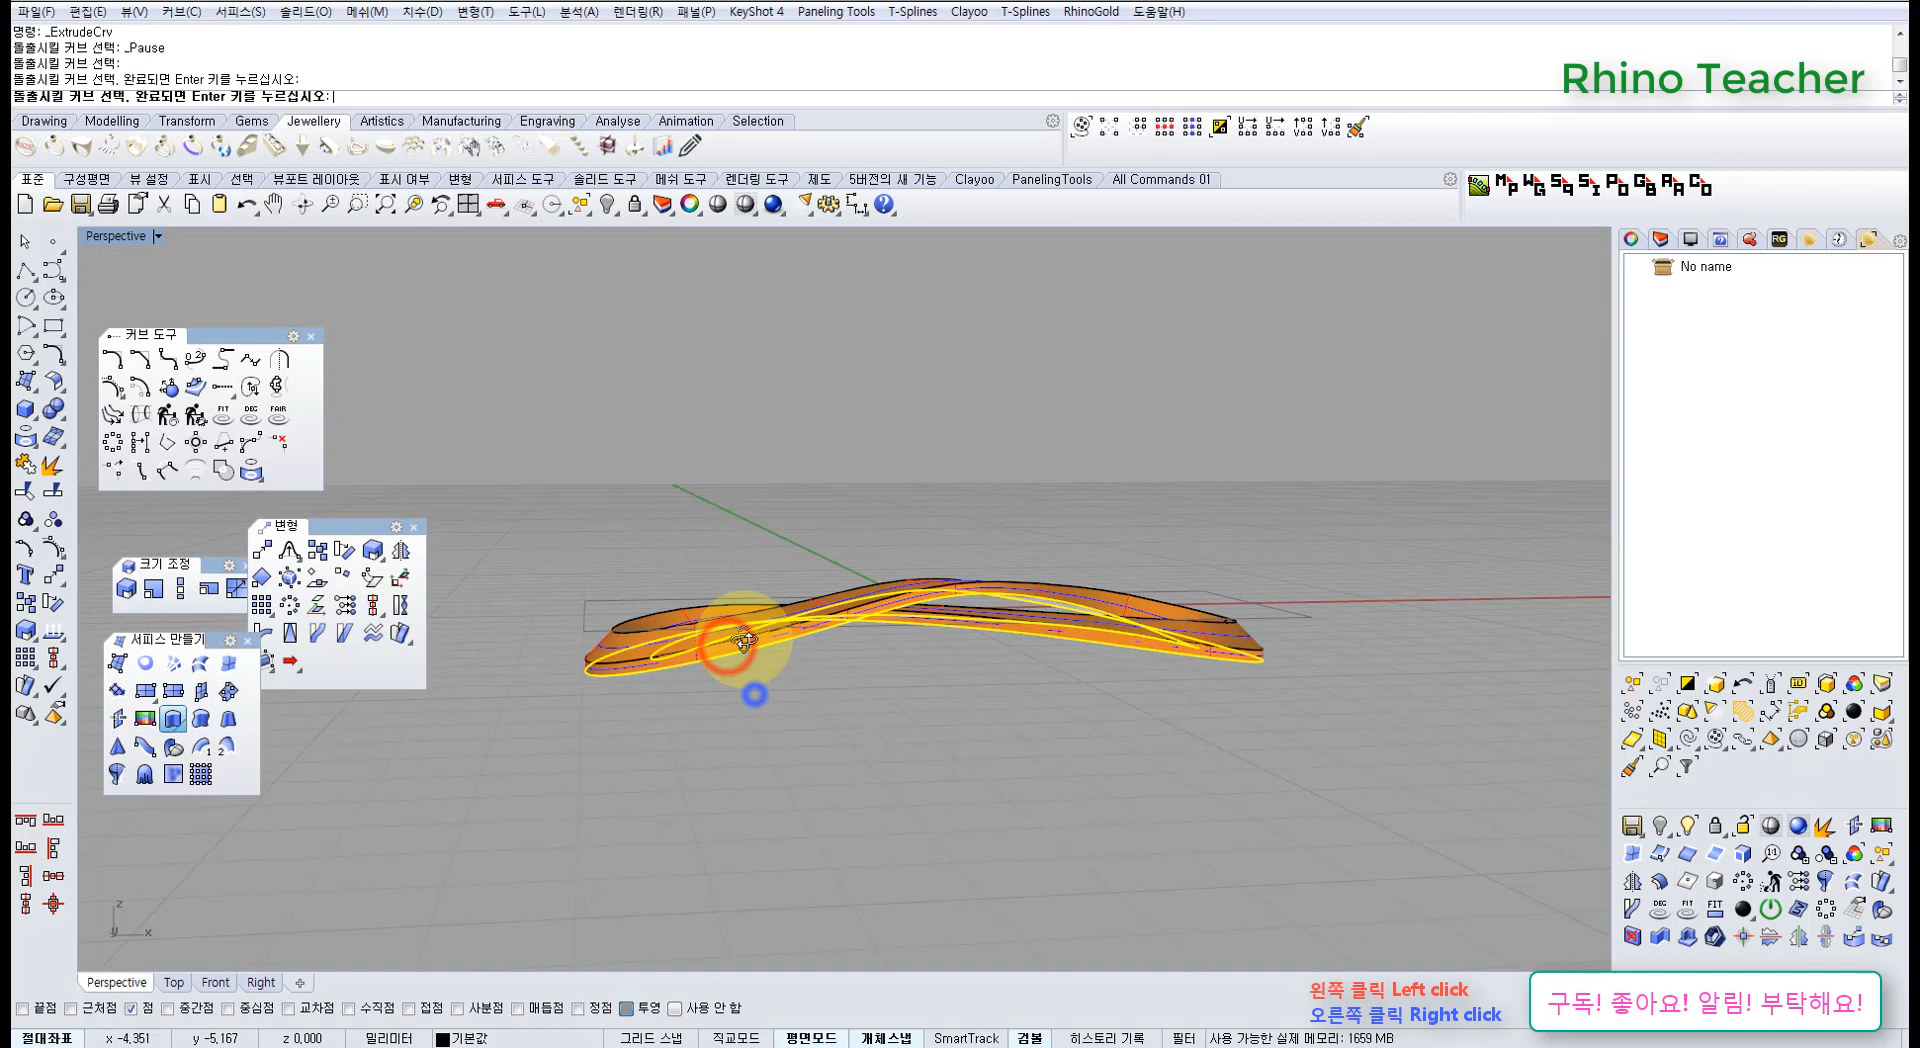 파일(F) 편집(E) 뷰(V) 커브(C) 서피스(S) 솔리드(O) 메쉬(M) 치수(D) 변형(T) 도구(L) 분석(A) 렌더링(R) 패널(P) KeyShot 4 Paneling Tools T-Splines Clayoo T-Splines RhinoGold 도움말(H)
명령: _ExtrudeCrv
돌출시킬 커브 선택: _Pause
돌출시킬 커브 선택:
돌출시킬 커브 선택. 완료되면 Enter 키를 누르십시오:
돌출시킬 커브 선택. 완료되면 Enter 키를 누르십시오:
Rhino Teacher
Drawing Modelling Transform Gems Jewellery Artistics Manufacturing Engraving Analyse Animation Selection
표준 구성평면 뷰 설정 표시 선택 뷰포트 레이아웃 표시 여부 변형 서피스 도구 솔리드 도구 메쉬 도구 렌더링 도구 제도 5버전의 새 기능 Clayoo PanelingTools All Commands 01
Perspective
RG
No name
커브 도구
FIT DEG FAIR
변형
크기 조정
서피스 만들기
1 2
z
y x
DEG FIT FIT
Perspective Top Front Right
끝점 근처점 점 중간점 중심점 교차점 수직점 접점 사분점 매듭점 정점 투영 사용 안 함
왼쪽 클릭 Left click
오른쪽 클릭 Right click
구독! 좋아요! 알림! 부탁해요!
절대좌표 x -4,351 y -5,167 z 0,000 밀리미터 기본값 그리드 스냅 직교모드 평면모드 개체스냅 SmartTrack 검볼 히스토리 기록 필터 사용 가능한 실제 메모리: 1659 MB